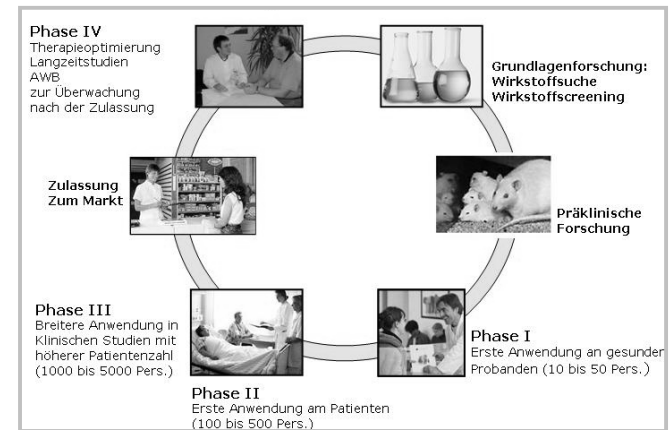 Phase IV
Therapieoptimierung
Langzeitstudien
AWB
zur Überwachung
nach der Zulassung
Grundlagenforschung:
Wirkstoffsuche
Wirkstoffscreening
Zulassung
Zum Markt
Präklinische
Forschung
Phase III
Breitere Anwendung in
Klinischen Studien mit
höherer Patientenzahl
(1000 bis 5000 Pers.)
Phase I
Erste Anwendung an gesunden
Probanden (10 bis 50 Pers.)
Phase II
Erste Anwendung am Patienten
(100 bis 500 Pers.)